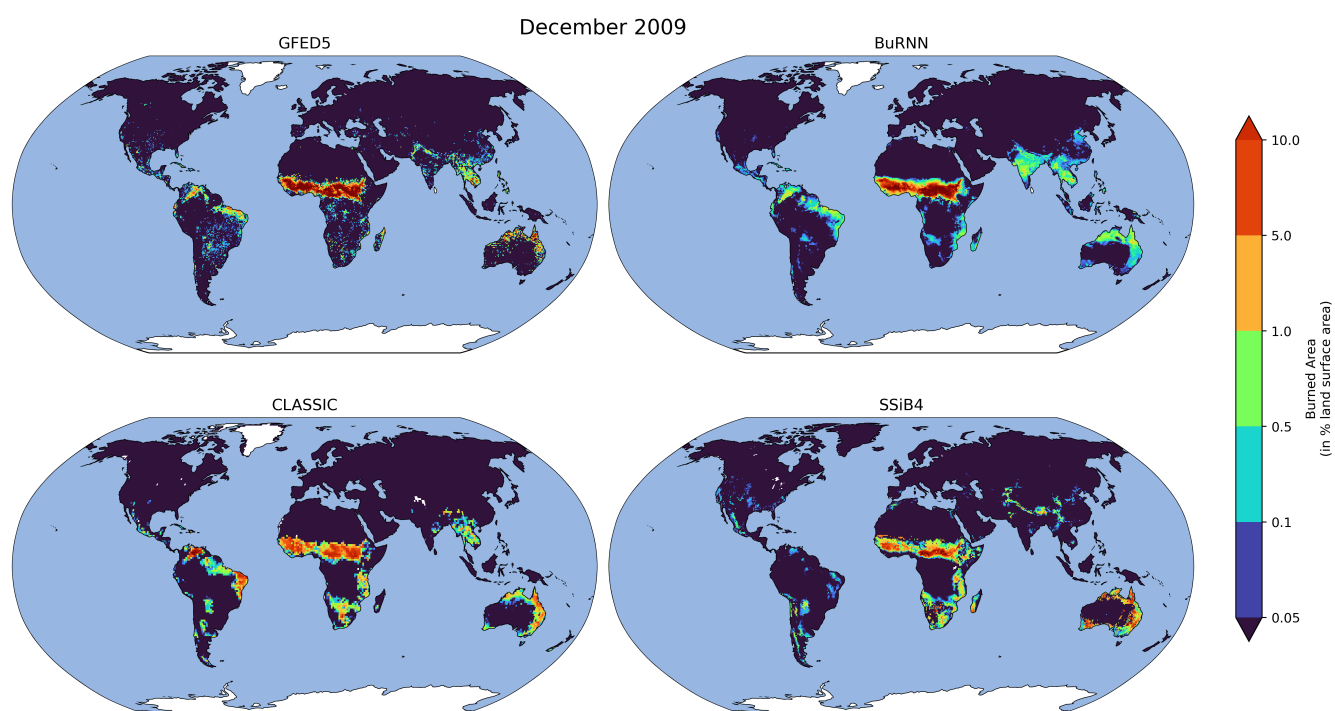 December 2009
GFED5
BuRNN
CLASSIC
SSiB4
10.0
5.0
1.0
0.5
0.1
0.05
Burned Area
(in % land surface area)